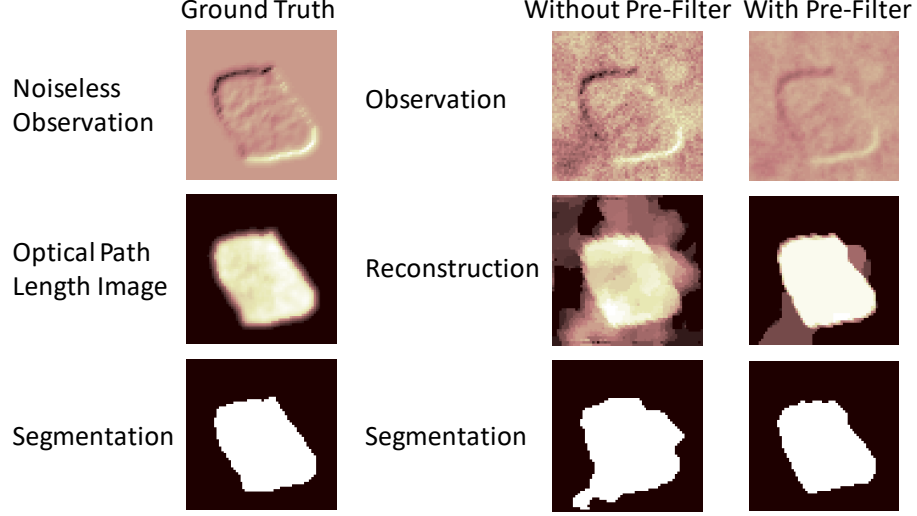 Ground Truth
Without Pre-Filter
With Pre-Filter
Noiseless
Observation
Observation
Optical Path
Length Image
Reconstruction
Segmentation
Segmentation